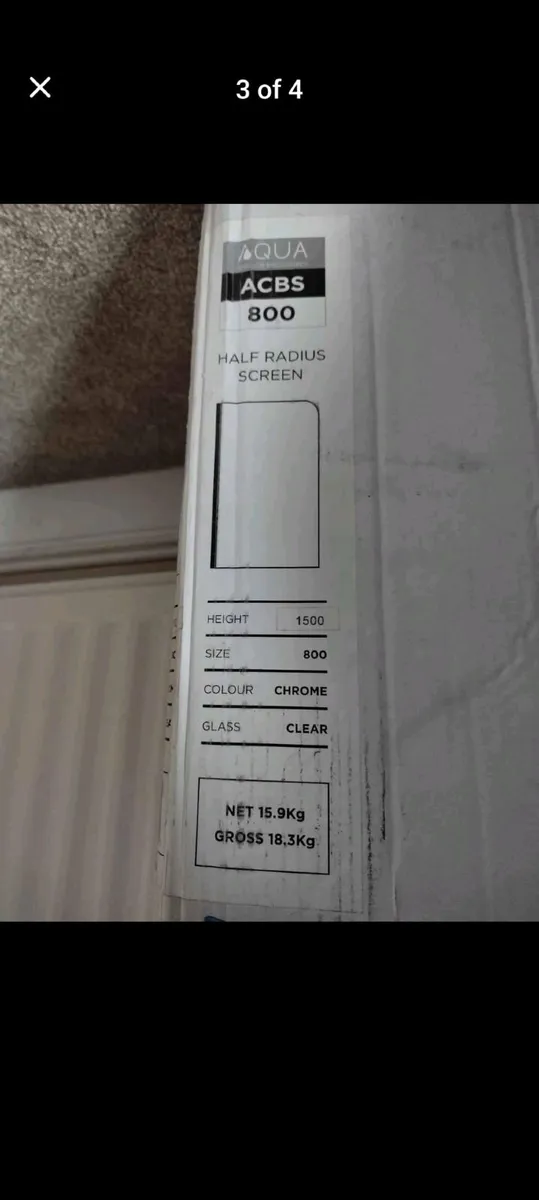 3 of 4
AQUA
ACBS
800
HALF RADIUS
SCREEN
HEIGHT 1500
SIZE 800
COLOUR CHROME
GLASS CLEAR
NET 15.9Kg
GROSS 18.3Kg